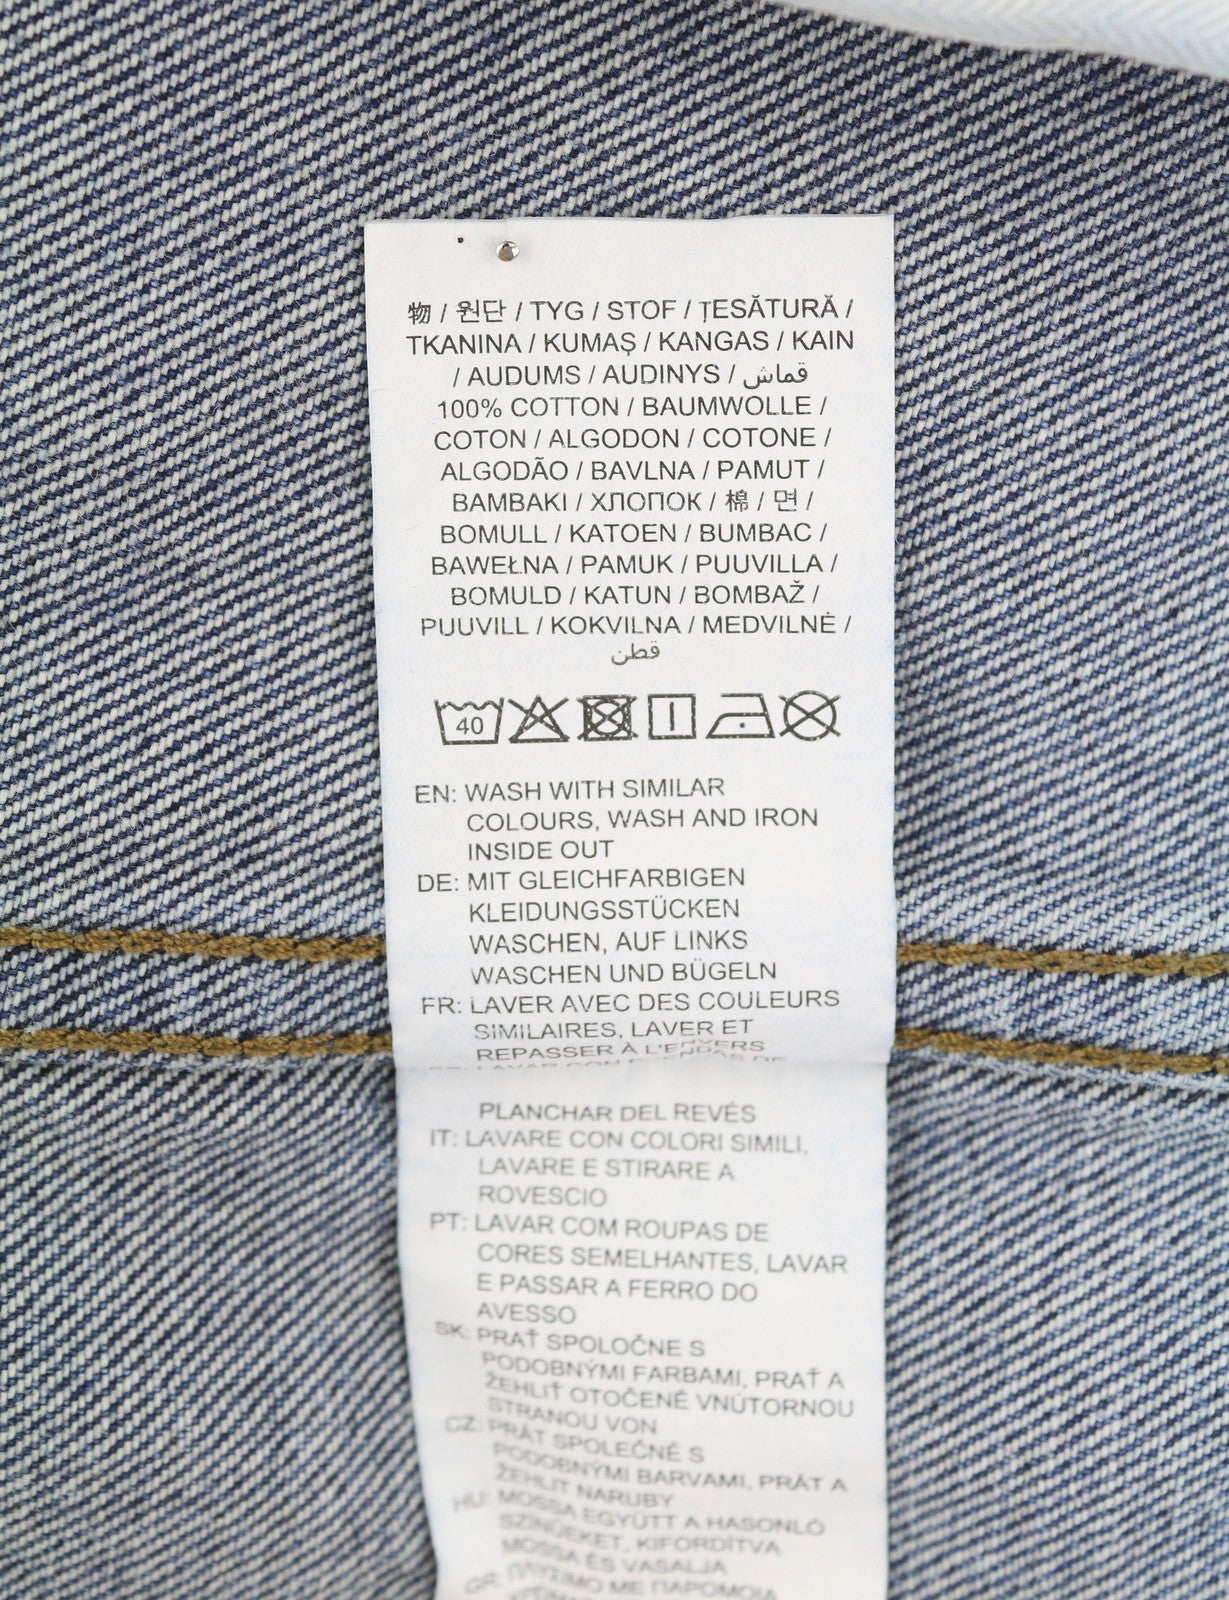 物 / 원단 / TYG / STOF / ȚESĂTURĂ /
TKANINA / KUMAŞ / KANGAS / KAIN
/ AUDUMS / AUDINYS / قماش
100% COTTON / BAUMWOLLE /
COTON / ALGODON / COTONE /
ALGODÃO / BAVLNA / PAMUT /
BAMBAKI / ХЛОПОК / 棉 / 면 /
BOMULL / KATOEN / BUMBAC /
BAWEŁNA / PAMUK / PUUVILLA /
BOMULD / KATUN / BOMBAŽ /
PUUVILL / KOKVILNA / MEDVILNĖ /
قطن
40
EN: WASH WITH SIMILAR
COLOURS, WASH AND IRON
INSIDE OUT
DE: MIT GLEICHFARBIGEN
KLEIDUNGSSTÜCKEN
WASCHEN, AUF LINKS
WASCHEN UND BÜGELN
FR: LAVER AVEC DES COULEURS
SIMILAIRES, LAVER ET
REPASSER À L'ENVERS
PLANCHAR DEL REVÉS
IT: LAVARE CON COLORI SIMILI,
LAVARE E STIRARE A
ROVESCIO
PT: LAVAR COM ROUPAS DE
CORES SEMELHANTES, LAVAR
E PASSAR A FERRO DO
AVESSO
SK: PRAŤ SPOLOČNE S
PODOBNÝMI FARBAMI, PRAŤ A
ŽEHLIŤ OTOČENÉ VNÚTORNOU
STRANOU VON
CZ: PRÁT SPOLEČNĚ S
PODOBNÝMI BARVAMI, PRÁT A
ŽEHLIT NARUBY
HU: MOSSA EGYÜTT A HASONLÓ
SZÍNŰEKET, KIFORDÍTVA
MOSSA ÉS VASALJA
GR: ΠΛΥΣΙΜΟ ΜΕ ΠΑΡΟΜΟΙΑ